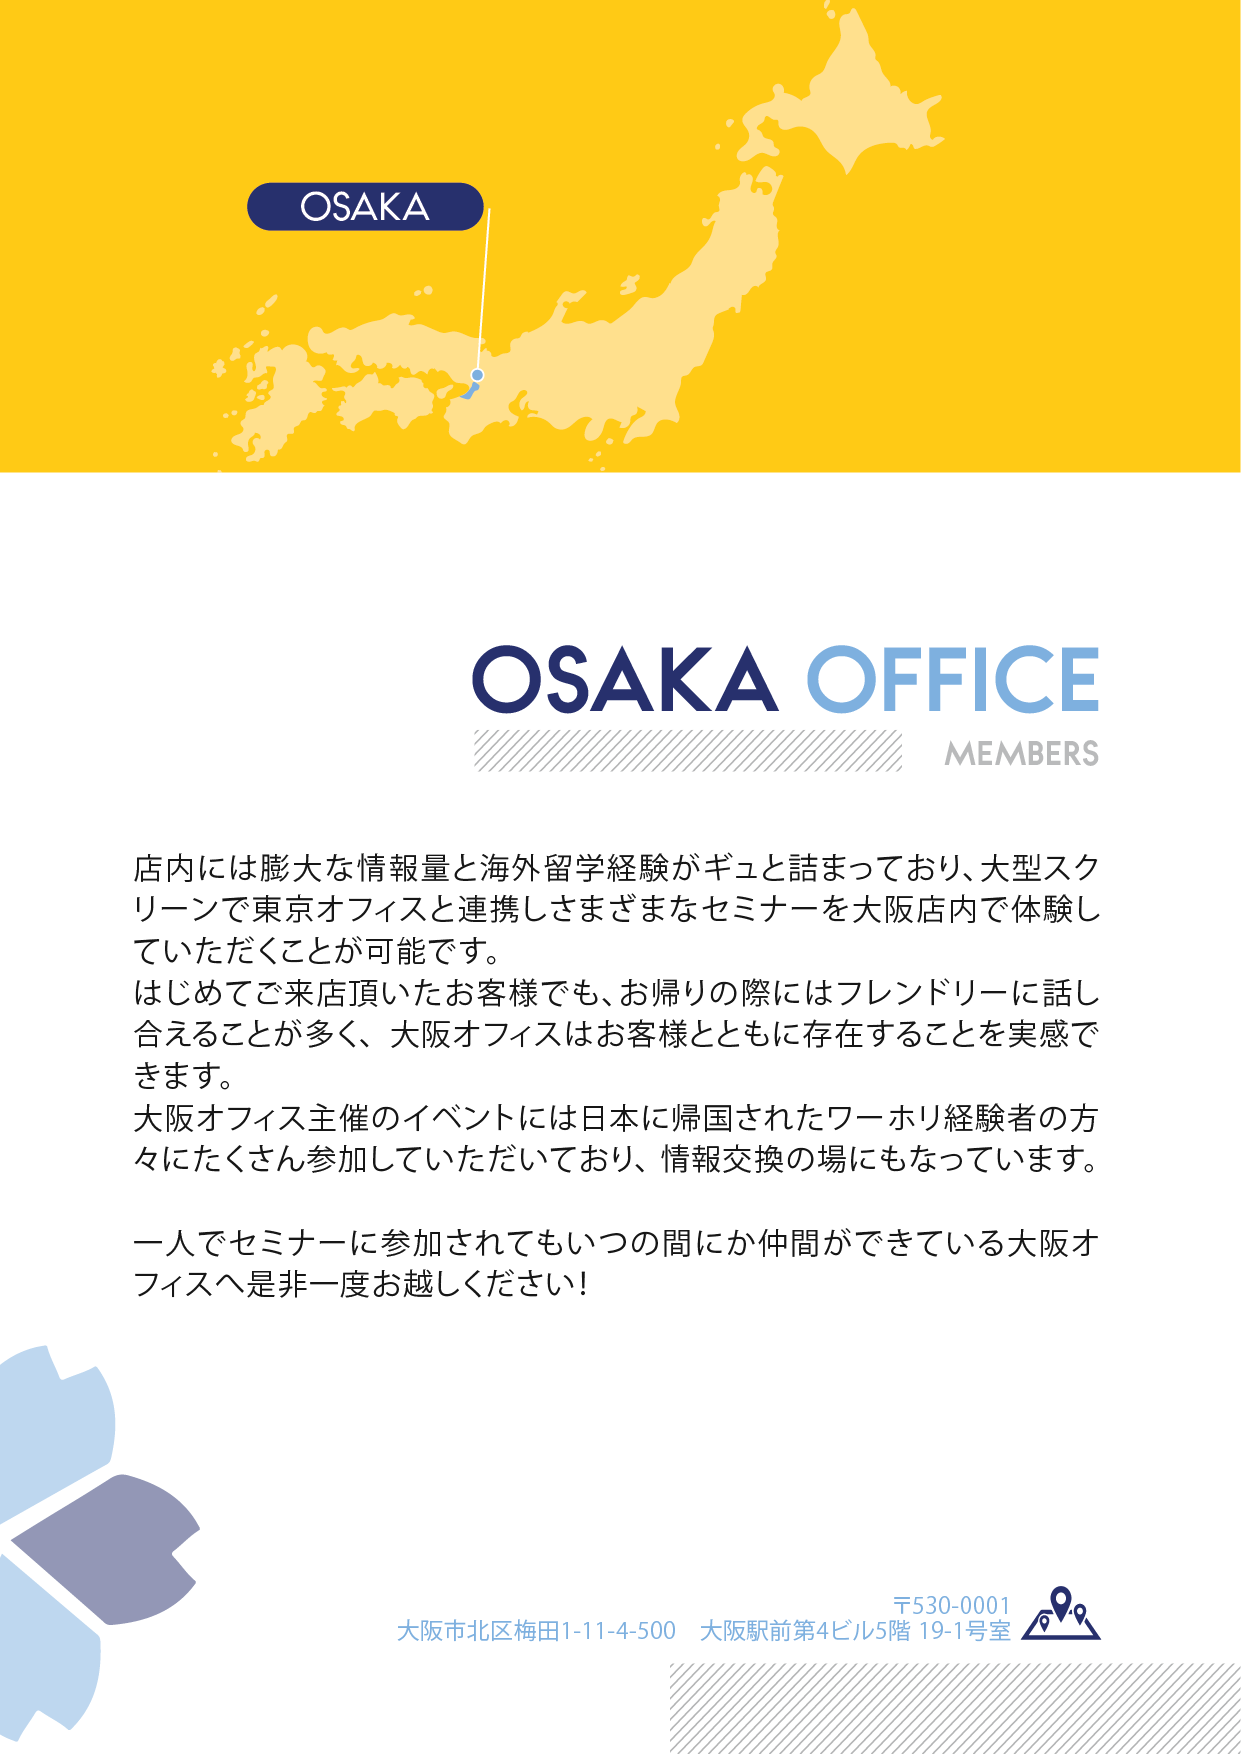 OSAKA
OSAKA OFFICE
MEMBERS
店内には膨大な情報量と海外留学経験がギュと詰まっており、大型スク
リーンで東京オフィスと連携しさまざまなセミナーを大阪店内で体験し
ていただくことが可能です。
はじめてご来店頂いたお客様でも、お帰りの際にはフレンドリーに話し
合えることが多く、大阪オフィスはお客様とともに存在することを実感で
きます。
大阪オフィス主催のイベントには日本に帰国されたワーホリ経験者の方
々にたくさん参加していただいており、情報交換の場にもなっています。
一人でセミナーに参加されてもいつの間にか仲間ができている大阪オ
フィスへ是非一度お越しください!
〒530-0001
大阪市北区梅田1-11-4-500　大阪駅前第4ビル5階 19-1号室